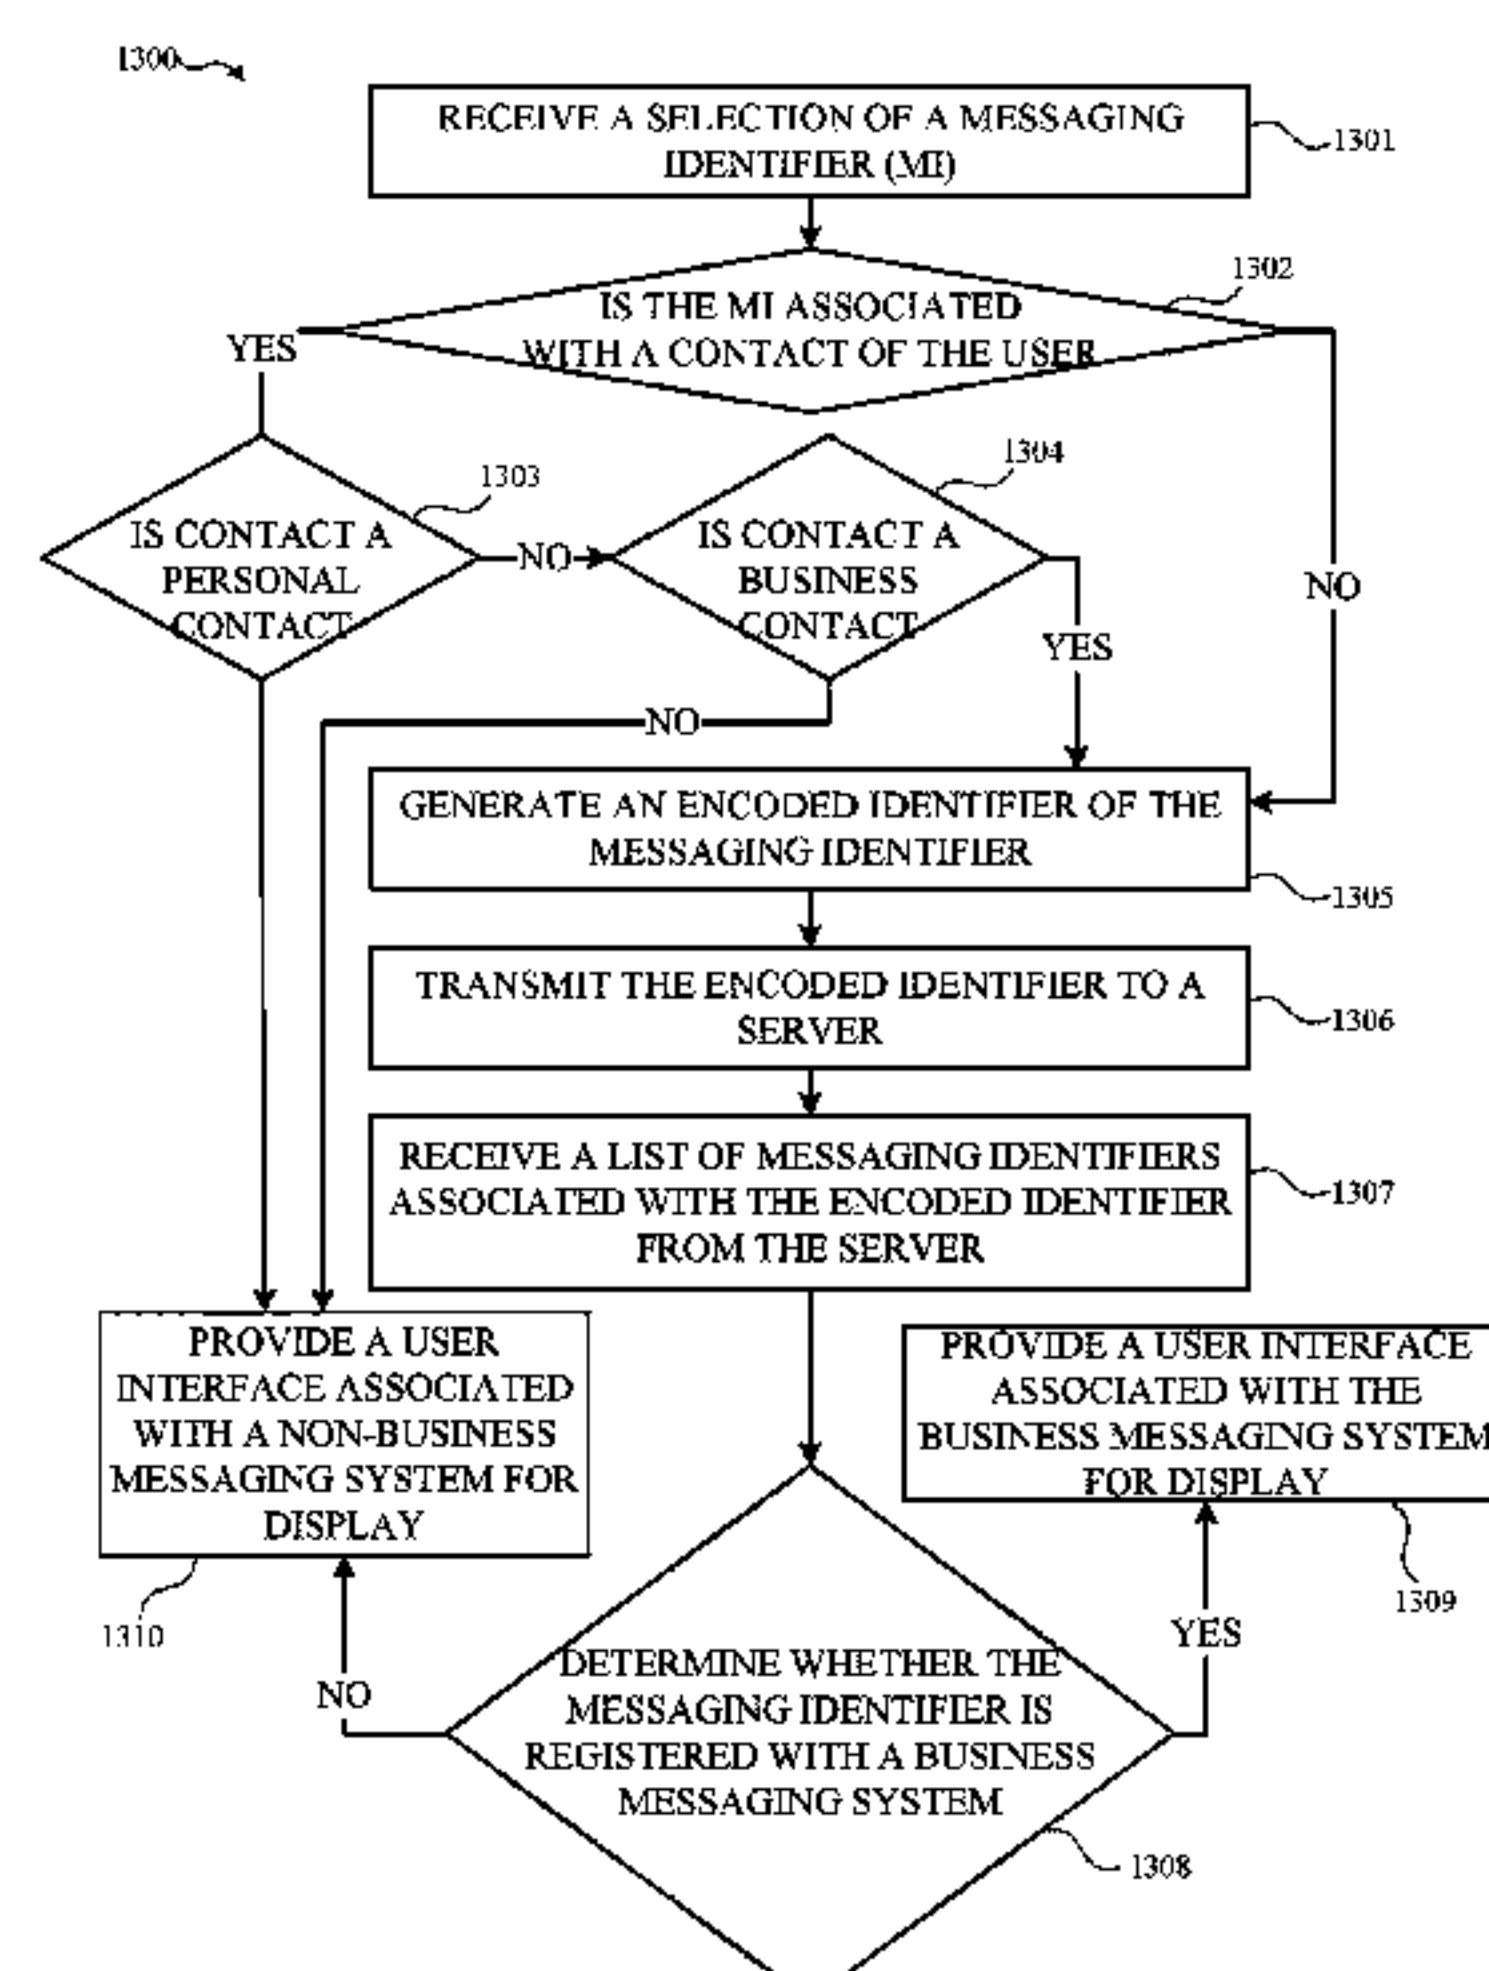 1300
RECEIVE A SELECTION OF A MESSAGING
IDENTIFIER (MI)
1301
1302
IS THE MI ASSOCIATED
WITH A CONTACT OF THE USER
YES
NO
1303
IS CONTACT A
PERSONAL
CONTACT
NO
1304
IS CONTACT A
BUSINESS
CONTACT
YES
NO
GENERATE AN ENCODED IDENTIFIER OF THE
MESSAGING IDENTIFIER
1305
TRANSMIT THE ENCODED IDENTIFIER TO A
SERVER
1306
RECEIVE A LIST OF MESSAGING IDENTIFIERS
ASSOCIATED WITH THE ENCODED IDENTIFIER
FROM THE SERVER
1307
PROVIDE A USER
INTERFACE ASSOCIATED
WITH A NON-BUSINESS
MESSAGING SYSTEM FOR
DISPLAY
1310
PROVIDE A USER INTERFACE
ASSOCIATED WITH THE
BUSINESS MESSAGING SYSTEM
FOR DISPLAY
1309
NO
YES
DETERMINE WHETHER THE
MESSAGING IDENTIFIER IS
REGISTERED WITH A BUSINESS
MESSAGING SYSTEM
1308